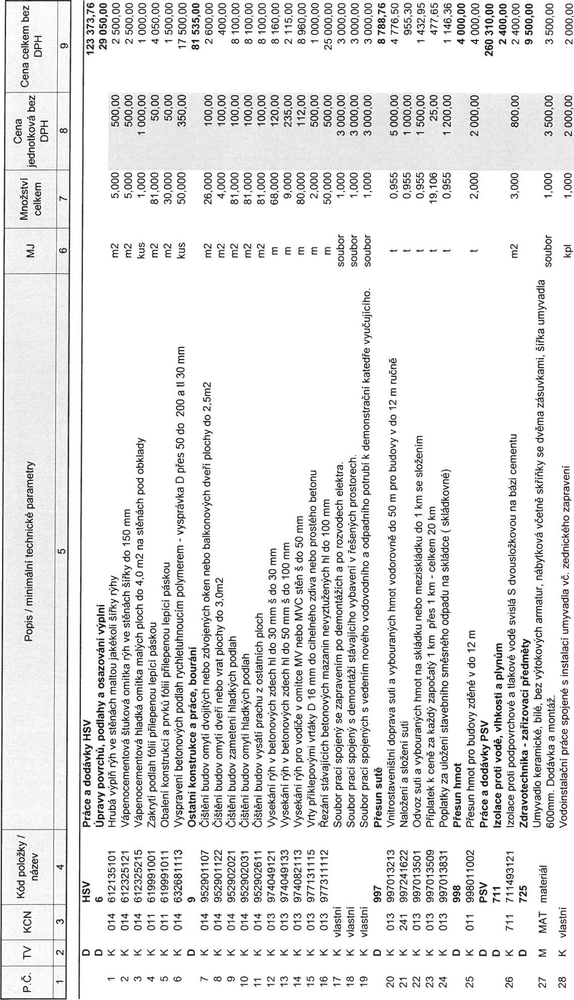 P.Č. TV KCN Kód položky / název Popis / minimální technické parametry MJ Množství celkem Cena jednotková bez DPH Cena celkem bez DPH
1 2 3 4 5 6 7 8 9
D HSV Práce a dodávky HSV 123 373,76
D 6 Úpravy povrchů, podlahy a osazování výplní 29 050,00
1 K 014 612135101 Hrubá výplň rýh ve stěnách maltou jakékoli šířky rýhy m2 5,000 500,00 2 500,00
2 K 014 612325121 Vápenocementová štuková omítka rýh ve stěnách šířky do 150 mm m2 5,000 500,00 2 500,00
3 K 014 612325215 Vápenocementová hladká omítka malých ploch do 4,0 m2 na stěnách pod obklady kus 1,000 1 000,00 1 000,00
4 K 011 619991001 Zakrytí podlah fólií přilepenou lepící páskou m2 81,000 50,00 4 050,00
5 K 011 619991011 Obalení konstrukcí a prvků fólií přilepenou lepící páskou m2 30,000 50,00 1 500,00
6 K 014 632681113 Vyspravení betonových podlah rychletuhnoucím polymerem - vysprávka D přes 50 do 200 a tl 30 mm kus 50,000 350,00 17 500,00
D 9 Ostatní konstrukce a práce, bourání 81 535,00
7 K 014 952901107 Čištění budov omytí dvojitých nebo zdvojených oken nebo balkonových dveří plochy do 2,5m2 m2 26,000 100,00 2 600,00
8 K 014 952901122 Čištění budov omytí dveří nebo vrat plochy do 3,0m2 m2 4,000 100,00 400,00
9 K 014 952902021 Čištění budov zametení hladkých podlah m2 81,000 100,00 8 100,00
10 K 014 952902031 Čištění budov omytí hladkých podlah m2 81,000 100,00 8 100,00
11 K 014 952902611 Čištění budov vysátí prachu z ostatních ploch m2 81,000 100,00 8 100,00
12 K 013 974049121 Vysekání rýh v betonových zdech hl do 30 mm š do 30 mm m 68,000 120,00 8 160,00
13 K 013 974049133 Vysekání rýh v betonových zdech hl do 50 mm š do 100 mm m 9,000 235,00 2 115,00
14 K 013 974082113 Vysekání rýh pro vodiče v omítce MV nebo MVC stěn š do 50 mm m 80,000 112,00 8 960,00
15 K 013 977131115 Vrty příklepovými vrtáky D 16 mm do cihelného zdiva nebo prostého betonu m 2,000 500,00 1 000,00
16 K 013 977311112 Řezání stávajících betonových mazanin nevyztužených hl do 100 mm m 50,000 500,00 25 000,00
17 K vlastní Soubor prací spojený se zapravením po demontážích a po rozvodech elektra. soubor 1,000 3 000,00 3 000,00
18 K vlastní Soubor prací spojený s demontáží stávajícího vybavení v řešených prostorech. soubor 1,000 3 000,00 3 000,00
19 K vlastní Soubor prací spojených s vedením nového vodovodního a odpadního potrubí k demonstrační katedře vyučujícího. soubor 1,000 3 000,00 3 000,00
D 997 Přesun sutě 8 788,76
20 K 013 997013213 Vnitrostaveništní doprava suti a vybouraných hmot vodorovně do 50 m pro budovy v do 12 m ručně t 0,955 5 000,00 4 776,50
21 K 241 997241622 Naložení a složení suti t 0,955 1 000,00 955,30
22 K 013 997013501 Odvoz suti a vybouraných hmot na skládku nebo meziskládku do 1 km se složením t 0,955 1 500,00 1 432,95
23 K 013 997013509 Příplatek k ceně za každý započatý 1 km přes 1 km - celkem 20 km t 19,106 25,00 477,65
24 K 013 997013831 Poplatky za uložení stavebního směsného odpadu na skládce ( skládkovné) t 0,955 1 200,00 1 146,36
D 998 Přesun hmot 4 000,00
25 K 011 998011002 Přesun hmot pro budovy zděné v do 12 m t 2,000 2 000,00 4 000,00
D PSV Práce a dodávky PSV 260 310,00
D 711 Izolace proti vodě, vlhkosti a plynům 2 400,00
26 K 711 711493121 Izolace proti podpovrchové a tlakové vodě svislá S dvousložkovou na bázi cementu m2 3,000 800,00 2 400,00
D 725 Zdravotechnika - zařizovací předměty 9 500,00
27 M MAT materiál Umyvadlo keramické, bílé, bez výtokových armatur, nábytková včetně skříňky se dvěma zásuvkami, šířka umyvadla
600mm. Dodávka a montáž. soubor 1,000 3 500,00 3 500,00
28 K vlastní Vodoinstalační práce spojené s instalací umyvadla vč. zednického zapravení kpl 1,000 2 000,00 2 000,00